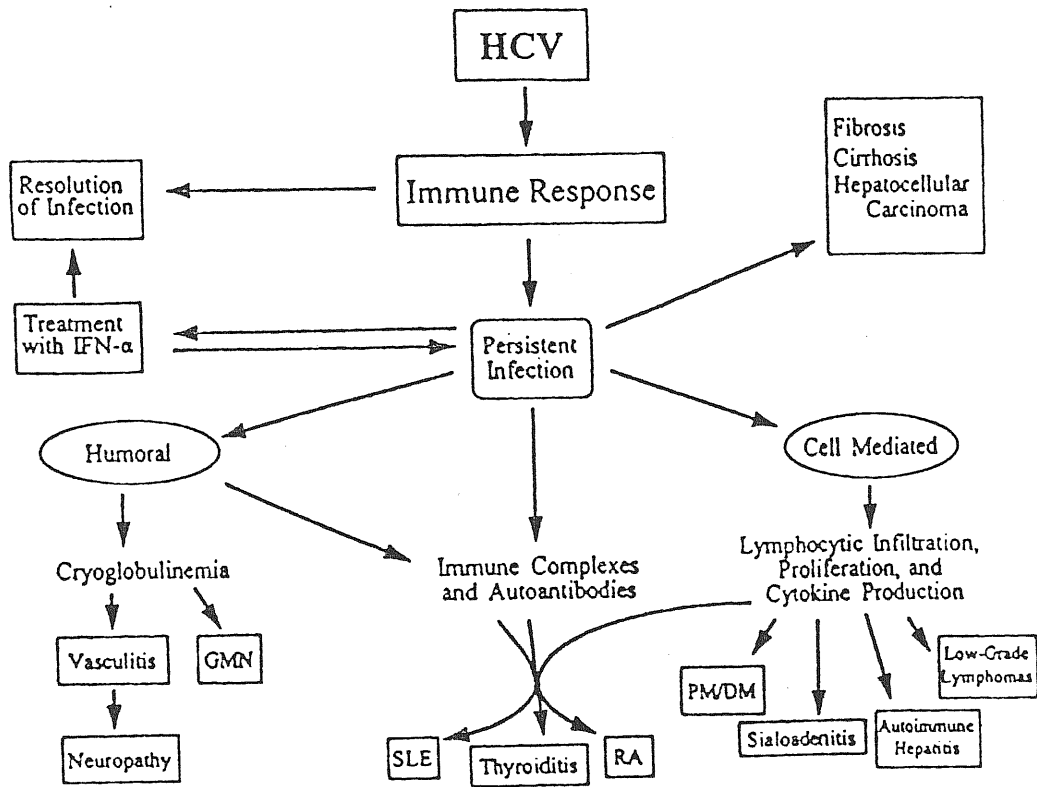 HCV
Fibrosis
Cirrhosis
Hepatocellular
Carcinoma
Resolution
of Infection
Immune Response
Treatment
with IFN-α
Persistent
Infection
Humoral
Cell Mediated
Cryoglobulinemia
Immune Complexes
and Autoantibodies
Lymphocytic Infiltration,
Proliferation, and
Cytokine Production
Vasculitis
GMN
PM/DM
Low-Grade
Lymphomas
Neuropathy
SLE
Thyroiditis
RA
Sialoadenitis
Autoimmune
Hepatitis